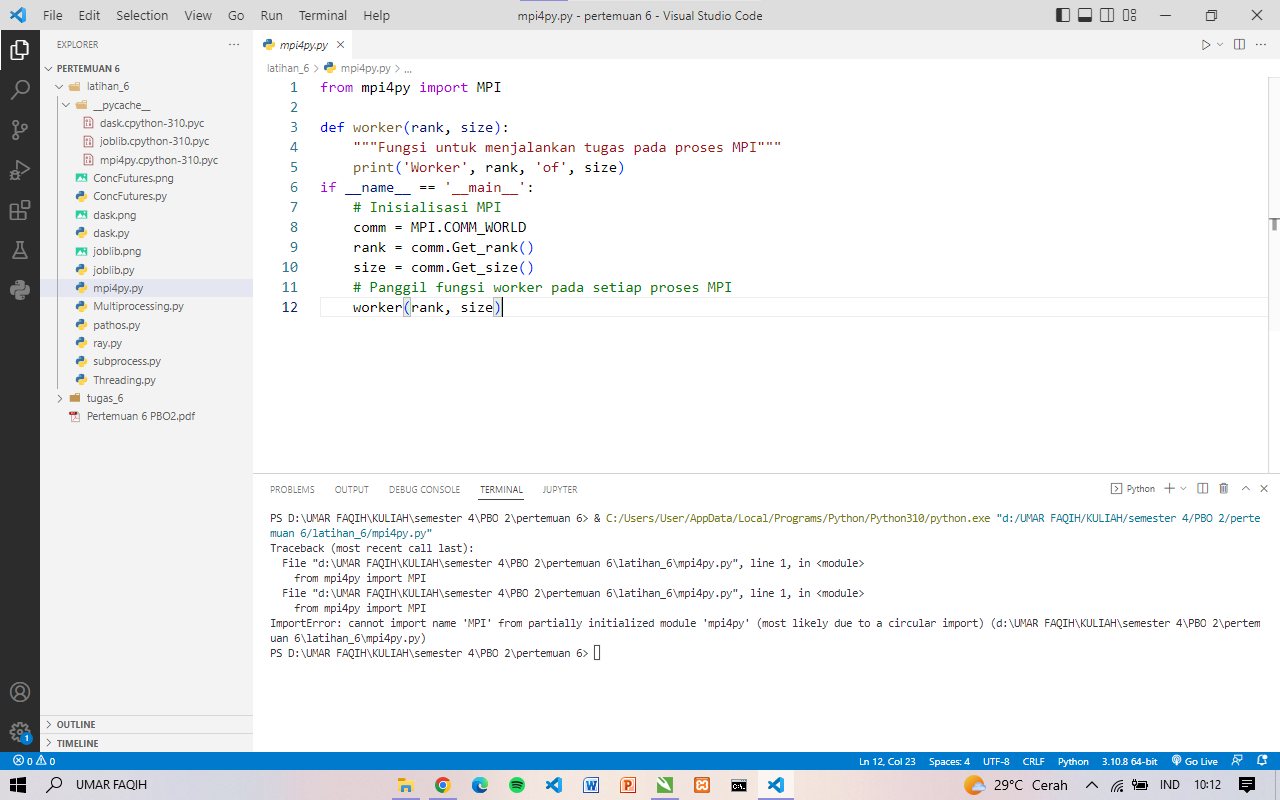 File Edit Selection View Go Run Terminal Help
mpi4py.py - pertemuan 6 - Visual Studio Code
EXPLORER
PERTEMUAN 6
latihan_6
__pycache__
dask.cpython-310.pyc
joblib.cpython-310.pyc
mpi4py.cpython-310.pyc
ConcFutures.png
ConcFutures.py
dask.png
dask.py
joblib.png
joblib.py
mpi4py.py
Multiprocessing.py
pathos.py
ray.py
subprocess.py
Threading.py
tugas_6
Pertemuan 6 PBO2.pdf
OUTLINE
TIMELINE
mpi4py.py
latihan_6 > mpi4py.py > ...
1 from mpi4py import MPI
2
3 def worker(rank, size):
4 """Fungsi untuk menjalankan tugas pada proses MPI"""
5 print('Worker', rank, 'of', size)
6 if __name__ == '__main__':
7 # Inisialisasi MPI
8 comm = MPI.COMM_WORLD
9 rank = comm.Get_rank()
10 size = comm.Get_size()
11 # Panggil fungsi worker pada setiap proses MPI
12 worker(rank, size)
PROBLEMS OUTPUT DEBUG CONSOLE TERMINAL JUPYTER
Python
PS D:\UMAR FAQIH\KULIAH\semester 4\PBO 2\pertemuan 6> & C:/Users/User/AppData/Local/Programs/Python/Python310/python.exe "d:/UMAR FAQIH/KULIAH/semester 4/PBO 2/perte
muan 6/latihan_6/mpi4py.py"
Traceback (most recent call last):
File "d:\UMAR FAQIH\KULIAH\semester 4\PBO 2\pertemuan 6\latihan_6\mpi4py.py", line 1, in <module>
from mpi4py import MPI
File "d:\UMAR FAQIH\KULIAH\semester 4\PBO 2\pertemuan 6\latihan_6\mpi4py.py", line 1, in <module>
from mpi4py import MPI
ImportError: cannot import name 'MPI' from partially initialized module 'mpi4py' (most likely due to a circular import) (d:\UMAR FAQIH\KULIAH\semester 4\PBO 2\pertem
uan 6\latihan_6\mpi4py.py)
PS D:\UMAR FAQIH\KULIAH\semester 4\PBO 2\pertemuan 6>
1
0 0
Ln 12, Col 23 Spaces: 4 UTF-8 CRLF Python 3.10.8 64-bit Go Live
UMAR FAQIH
29°C Cerah IND 10:12